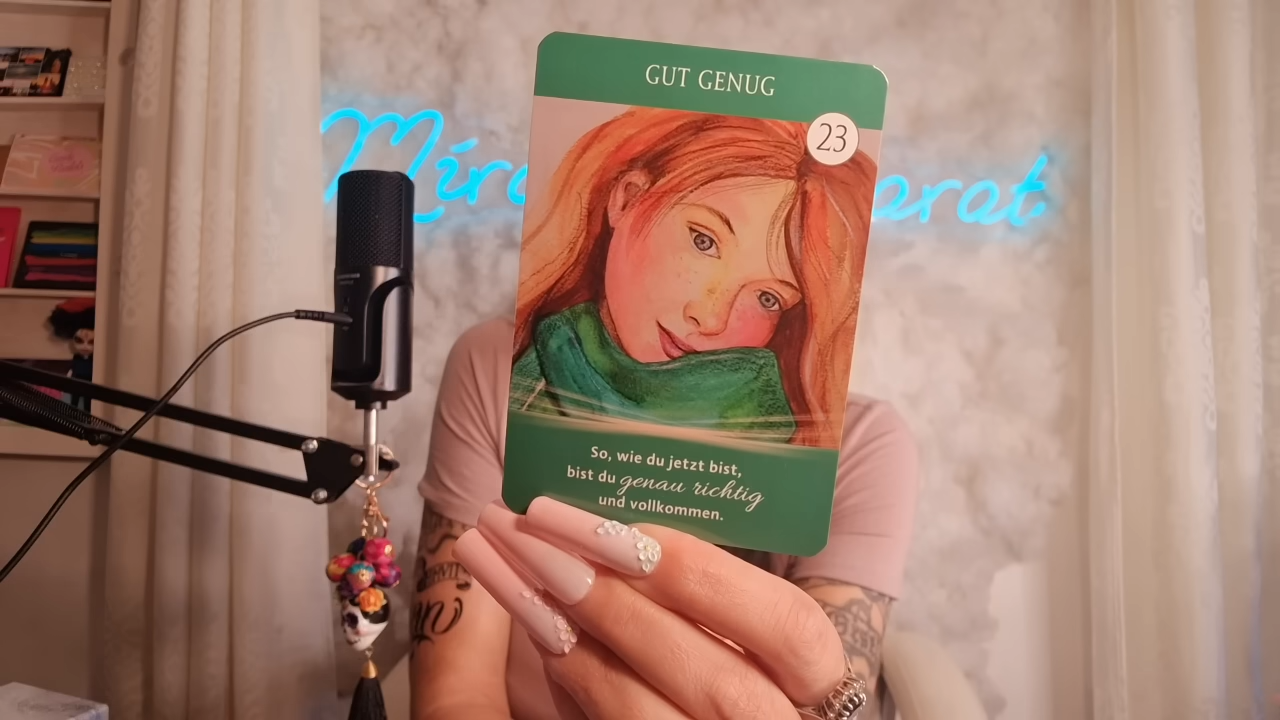 GUT GENUG
23
So, wie du jetzt bist,
bist du genau richtig
und vollkommen.